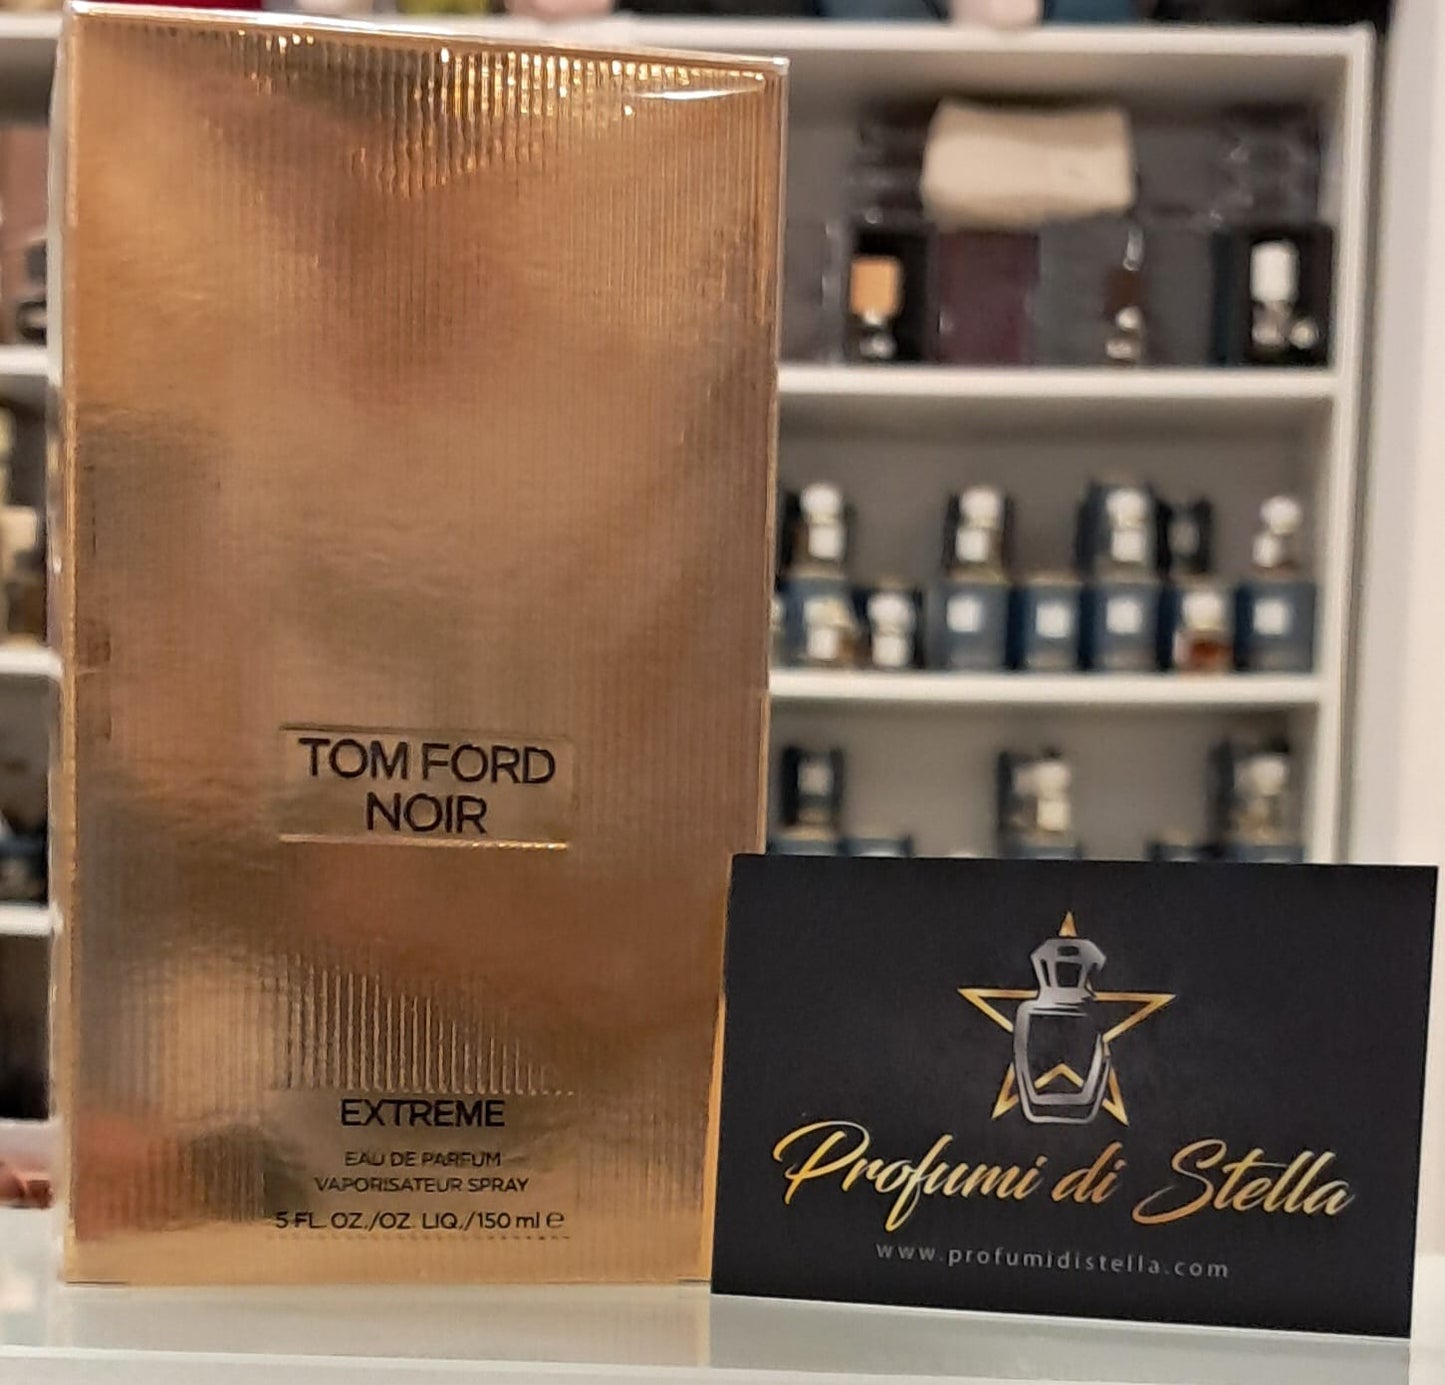 TOM FORD
NOIR
EXTREME
EAU DE PARFUM
VAPORISATEUR SPRAY
5 FL. OZ./OZ. LIQ./150 ml ℮
Profumi di Stella
www.profumidistella.com